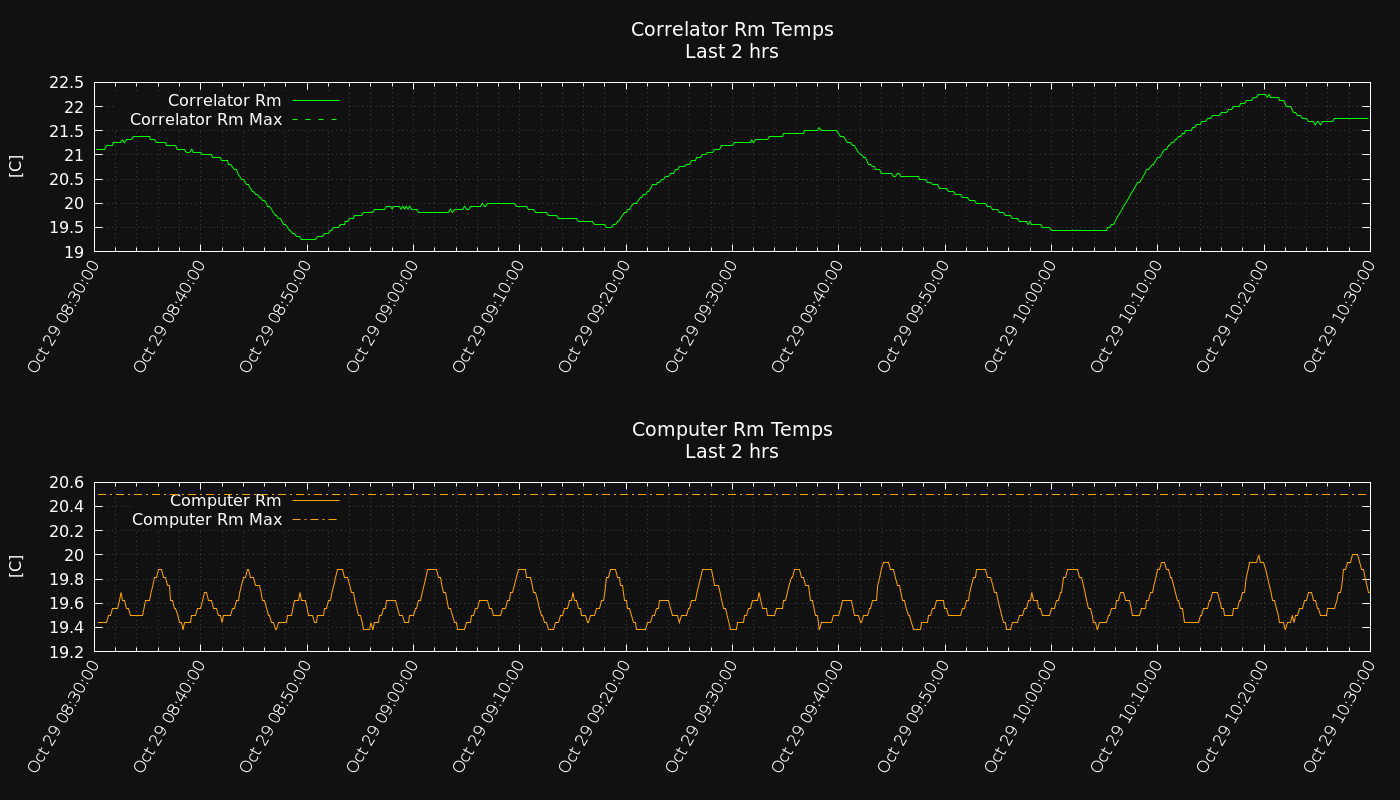 Correlator Rm Temps
Last 2 hrs
[C]
22.5
22
21.5
21
20.5
20
19.5
19
Correlator Rm
Correlator Rm Max
Oct 29 08:30:00
Oct 29 08:40:00
Oct 29 08:50:00
Oct 29 09:00:00
Oct 29 09:10:00
Oct 29 09:20:00
Oct 29 09:30:00
Oct 29 09:40:00
Oct 29 09:50:00
Oct 29 10:00:00
Oct 29 10:10:00
Oct 29 10:20:00
Oct 29 10:30:00
Computer Rm Temps
Last 2 hrs
[C]
20.6
20.4
20.2
20
19.8
19.6
19.4
19.2
Computer Rm
Computer Rm Max
Oct 29 08:30:00
Oct 29 08:40:00
Oct 29 08:50:00
Oct 29 09:00:00
Oct 29 09:10:00
Oct 29 09:20:00
Oct 29 09:30:00
Oct 29 09:40:00
Oct 29 09:50:00
Oct 29 10:00:00
Oct 29 10:10:00
Oct 29 10:20:00
Oct 29 10:30:00